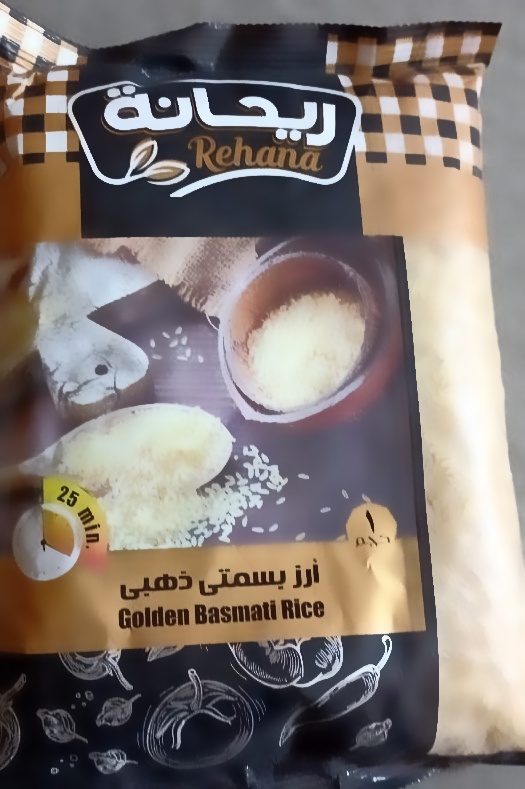 ريحانة
Rehana
25 min.
١
كجم
أرز بسمتى ذهبى
Golden Basmati Rice